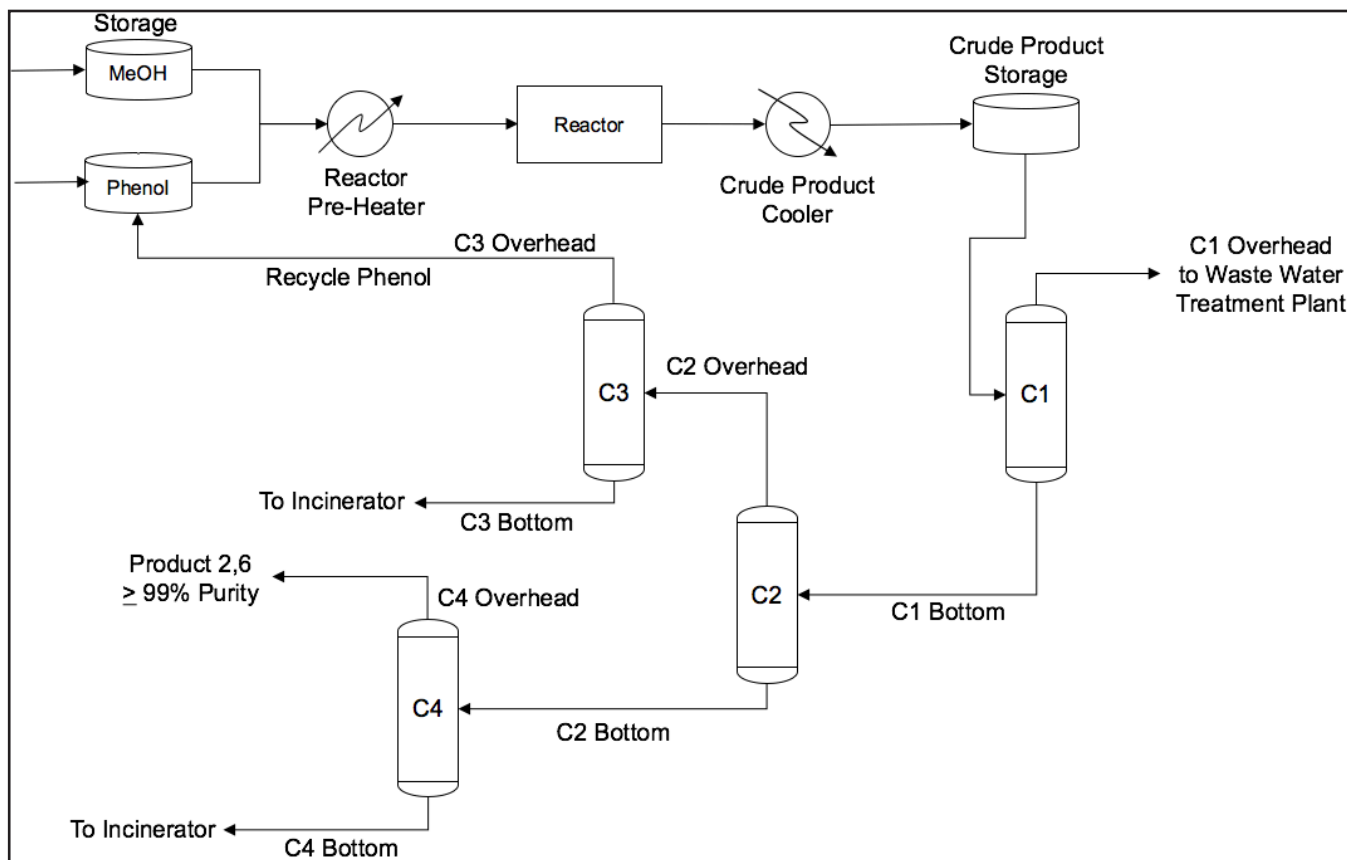 Storage
MeOH
Phenol
Reactor
Pre-Heater
Reactor
Crude Product
Cooler
Crude Product
Storage
C1 Overhead
to Waste Water
Treatment Plant
C3 Overhead
Recycle Phenol
C2 Overhead
C3
C1
To Incinerator
C3 Bottom
Product 2,6
≥ 99% Purity
C4 Overhead
C2
C1 Bottom
C4
C2 Bottom
To Incinerator
C4 Bottom